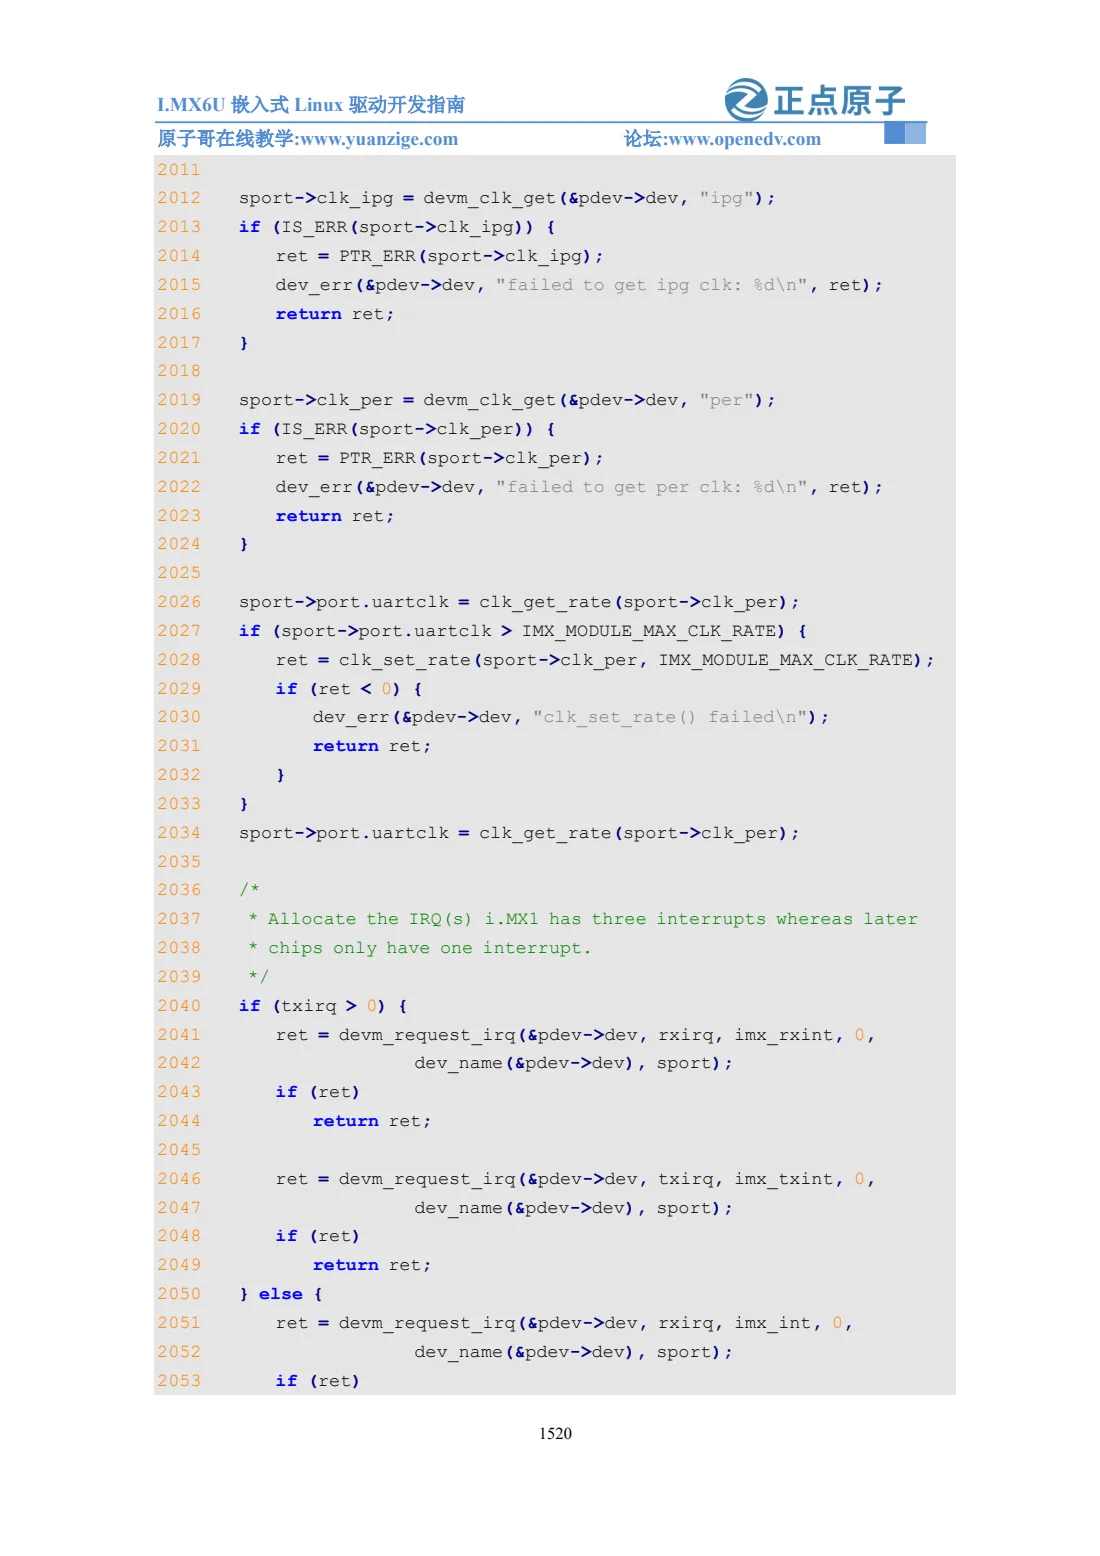 I.MX6U 嵌入式 Linux 驱动开发指南
正点原子
原子哥在线教学:www.yuanzige.com 论坛:www.openedv.com
2011
2012 sport->clk_ipg = devm_clk_get(&pdev->dev, "ipg");
2013 if (IS_ERR(sport->clk_ipg)) {
2014 ret = PTR_ERR(sport->clk_ipg);
2015 dev_err(&pdev->dev, "failed to get ipg clk: %d\n", ret);
2016 return ret;
2017 }
2018
2019 sport->clk_per = devm_clk_get(&pdev->dev, "per");
2020 if (IS_ERR(sport->clk_per)) {
2021 ret = PTR_ERR(sport->clk_per);
2022 dev_err(&pdev->dev, "failed to get per clk: %d\n", ret);
2023 return ret;
2024 }
2025
2026 sport->port.uartclk = clk_get_rate(sport->clk_per);
2027 if (sport->port.uartclk > IMX_MODULE_MAX_CLK_RATE) {
2028 ret = clk_set_rate(sport->clk_per, IMX_MODULE_MAX_CLK_RATE);
2029 if (ret < 0) {
2030 dev_err(&pdev->dev, "clk_set_rate() failed\n");
2031 return ret;
2032 }
2033 }
2034 sport->port.uartclk = clk_get_rate(sport->clk_per);
2035
2036 /*
2037 * Allocate the IRQ(s) i.MX1 has three interrupts whereas later
2038 * chips only have one interrupt.
2039 */
2040 if (txirq > 0) {
2041 ret = devm_request_irq(&pdev->dev, rxirq, imx_rxint, 0,
2042 dev_name(&pdev->dev), sport);
2043 if (ret)
2044 return ret;
2045
2046 ret = devm_request_irq(&pdev->dev, txirq, imx_txint, 0,
2047 dev_name(&pdev->dev), sport);
2048 if (ret)
2049 return ret;
2050 } else {
2051 ret = devm_request_irq(&pdev->dev, rxirq, imx_int, 0,
2052 dev_name(&pdev->dev), sport);
2053 if (ret)
1520